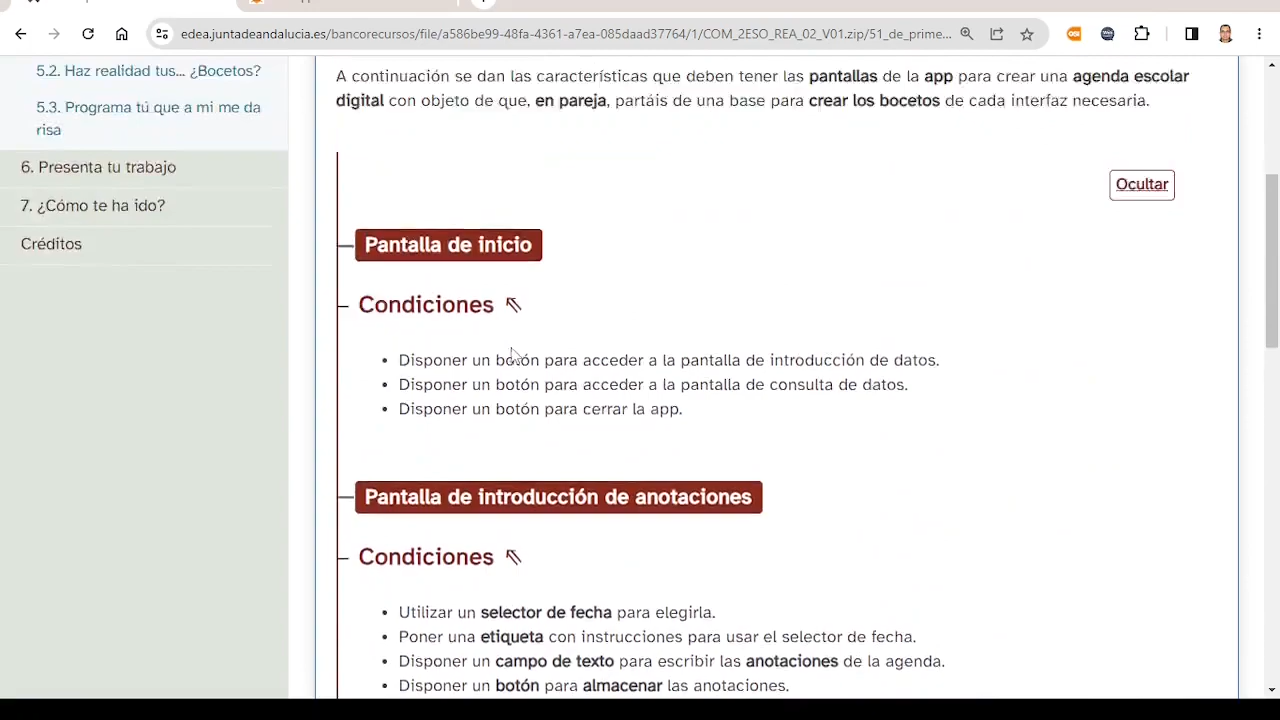 edea.juntadeandalucia.es/bancorecursos/file/a586be99-48fa-4361-a7ea-085daad37764/1/COM_2ESO_REA_02_V01.zip/51_de_prime...
5.2. Haz realidad tus... ¿Bocetos?
5.3. Programa tú que a mi me da
risa
6. Presenta tu trabajo
7. ¿Cómo te ha ido?
Créditos
A continuación se dan las características que deben tener las pantallas de la app para crear una agenda escolar
digital con objeto de que, en pareja, partáis de una base para crear los bocetos de cada interfaz necesaria.
Ocultar
Pantalla de inicio
Condiciones
• Disponer un botón para acceder a la pantalla de introducción de datos.
• Disponer un botón para acceder a la pantalla de consulta de datos.
• Disponer un botón para cerrar la app.
Pantalla de introducción de anotaciones
Condiciones
• Utilizar un selector de fecha para elegirla.
• Poner una etiqueta con instrucciones para usar el selector de fecha.
• Disponer un campo de texto para escribir las anotaciones de la agenda.
• Disponer un botón para almacenar las anotaciones.